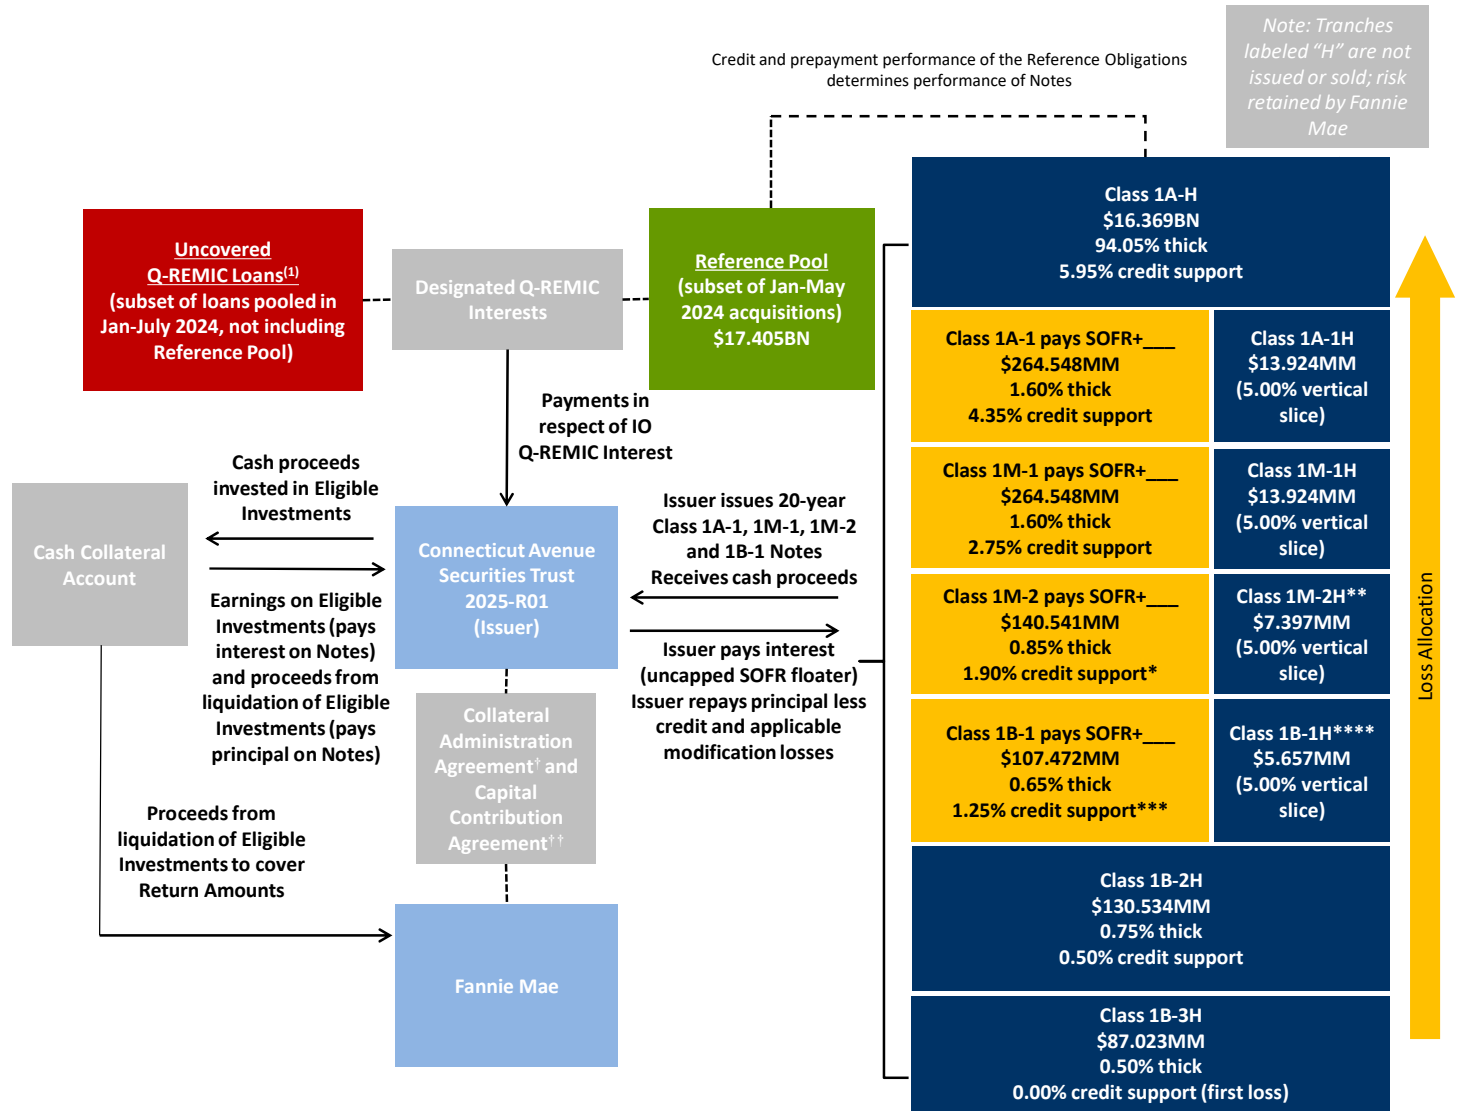 Note: Tranches
labeled “H” are not
issued or sold; risk
retained by Fannie
Mae
Credit and prepayment performance of the Reference Obligations
determines performance of Notes
Uncovered
Q-REMIC Loans(1)
(subset of loans pooled in
Jan-July 2024, not including
Reference Pool)
Designated Q-REMIC
Interests
Reference Pool
(subset of Jan-May
2024 acquisitions)
$17.405BN
Payments in
respect of IO
Q-REMIC Interest
Cash proceeds
invested in Eligible
Investments
Cash Collateral
Account
Earnings on Eligible
Investments (pays
interest on Notes)
and proceeds from
liquidation of Eligible
Investments (pays
principal on Notes)
Proceeds from
liquidation of Eligible
Investments to cover
Return Amounts
Connecticut Avenue
Securities Trust
2025-R01
(Issuer)
Collateral
Administration
Agreement† and
Capital
Contribution
Agreement††
Fannie Mae
Issuer issues 20-year
Class 1A-1, 1M-1, 1M-2
and 1B-1 Notes
Receives cash proceeds
Issuer pays interest
(uncapped SOFR floater)
Issuer repays principal less
credit and applicable
modification losses
Class 1A-H
$16.369BN
94.05% thick
5.95% credit support
Class 1A-1 pays SOFR+___
$264.548MM
1.60% thick
4.35% credit support
Class 1A-1H
$13.924MM
(5.00% vertical
slice)
Class 1M-1 pays SOFR+___
$264.548MM
1.60% thick
2.75% credit support
Class 1M-1H
$13.924MM
(5.00% vertical
slice)
Class 1M-2 pays SOFR+___
$140.541MM
0.85% thick
1.90% credit support*
Class 1M-2H**
$7.397MM
(5.00% vertical
slice)
Class 1B-1 pays SOFR+___
$107.472MM
0.65% thick
1.25% credit support***
Class 1B-1H****
$5.657MM
(5.00% vertical
slice)
Class 1B-2H
$130.534MM
0.75% thick
0.50% credit support
Class 1B-3H
$87.023MM
0.50% thick
0.00% credit support (first loss)
Loss Allocation